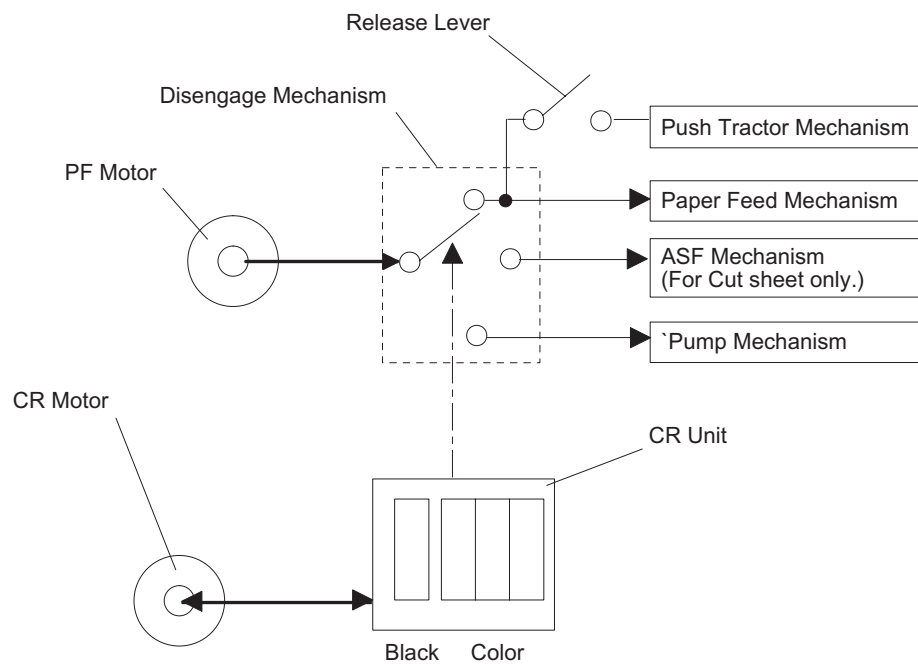 Release Lever
Disengage Mechanism
Push Tractor Mechanism
PF Motor
Paper Feed Mechanism
ASF Mechanism
(For Cut sheet only.)
`Pump Mechanism
CR Motor
CR Unit
Black Color